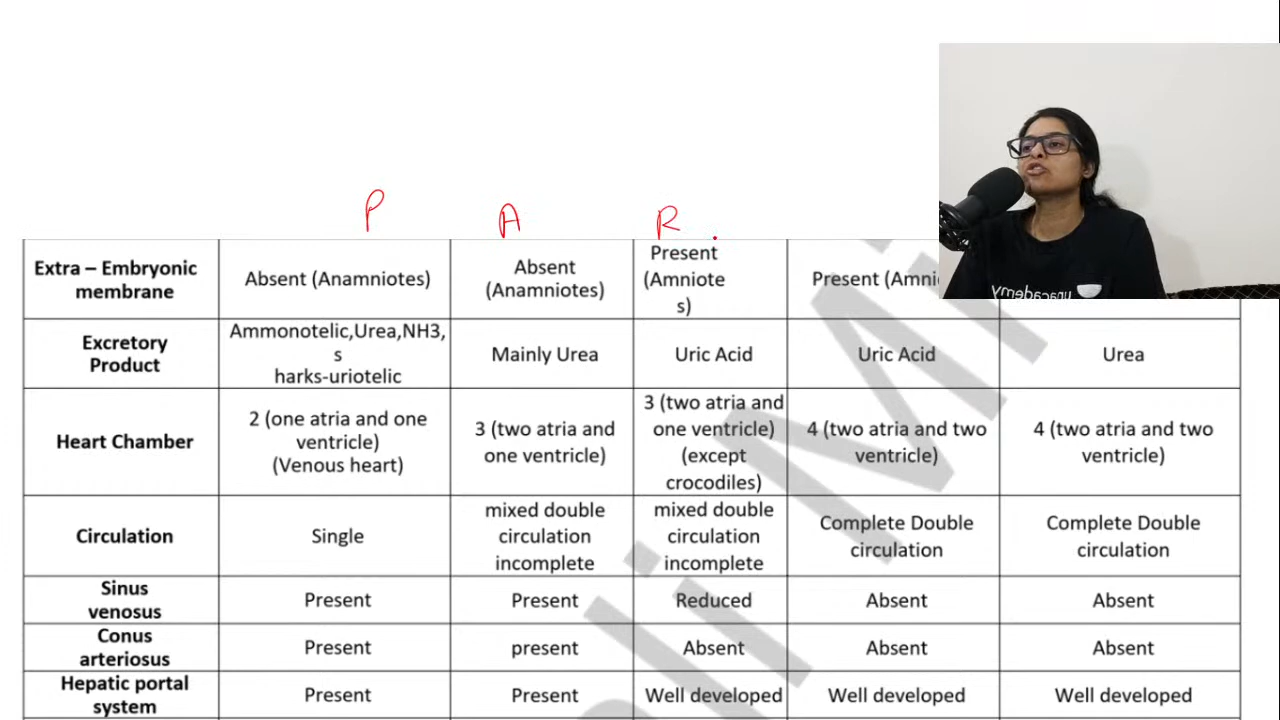 P A R
Extra – Embryonic
membrane
Absent (Anamniotes)
Absent
(Anamniotes)
Present
(Amniote
s)
Present
Excretory
Product
Ammonotelic,Urea,NH3,
s
harks-uriotelic
Mainly Urea
Uric Acid
Uric Acid
Urea
Heart Chamber
2 (one atria and one
ventricle)
(Venous heart)
3 (two atria and
one ventricle)
3 (two atria and
one ventricle)
(except
crocodiles)
4 (two atria and two
ventricle)
4 (two atria and two
ventricle)
Circulation
Single
mixed double
circulation
incomplete
mixed double
circulation
incomplete
Complete Double
circulation
Complete Double
circulation
Sinus
venosus
Present
Present
Reduced
Absent
Absent
Conus
arteriosus
Present
present
Absent
Absent
Absent
Hepatic portal
system
Present
Present
Well developed
Well developed
Well developed
unacademy